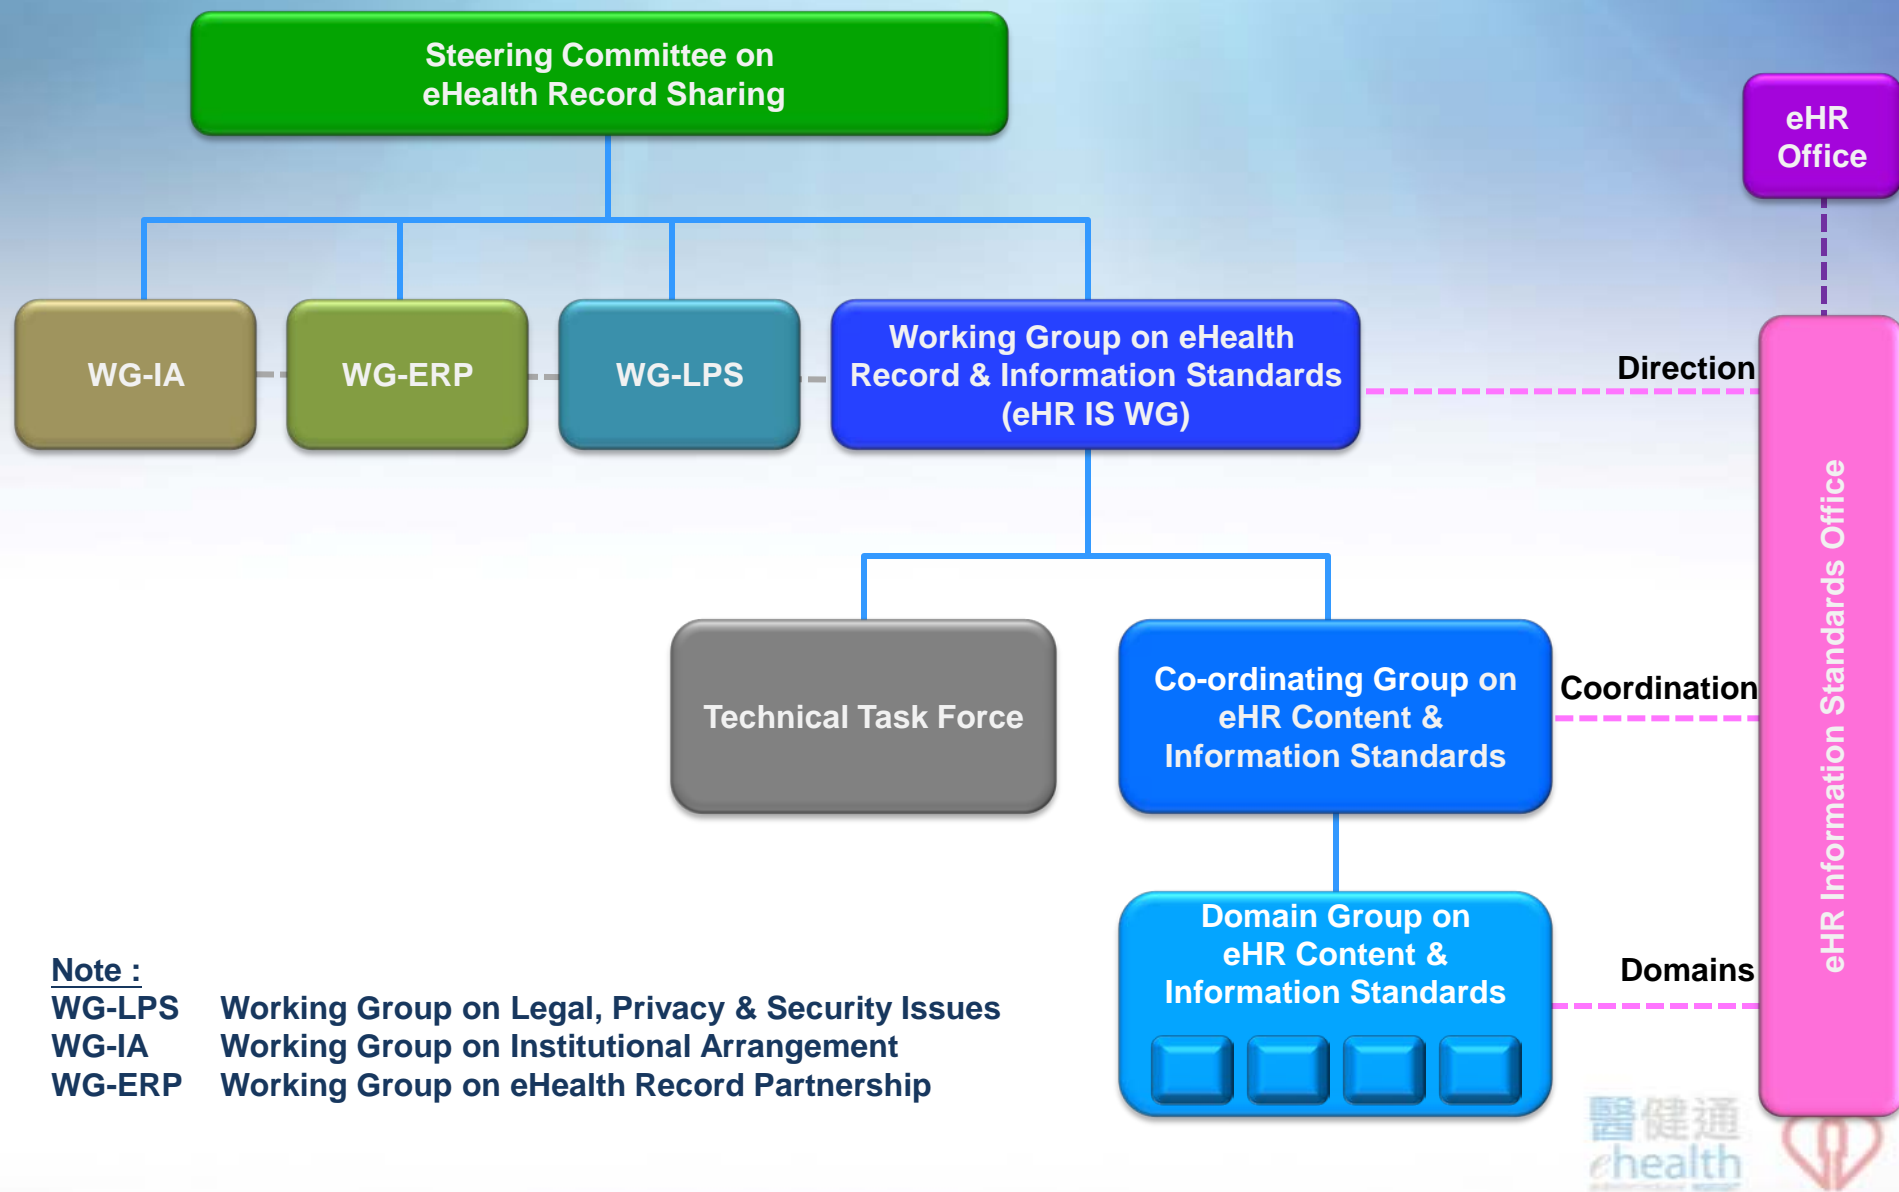 Steering Committee on
eHealth Record Sharing
eHR
Office
WG-IA
WG-ERP
WG-LPS
Working Group on eHealth
Record & Information Standards
(eHR IS WG)
Direction
eHR Information Standards Office
Technical Task Force
Co-ordinating Group on
eHR Content &
Information Standards
Coordination
Domain Group on
eHR Content &
Information Standards
Domains
Note :
WG-LPS Working Group on Legal, Privacy & Security Issues
WG-IA Working Group on Institutional Arrangement
WG-ERP Working Group on eHealth Record Partnership
醫健通
ehealth